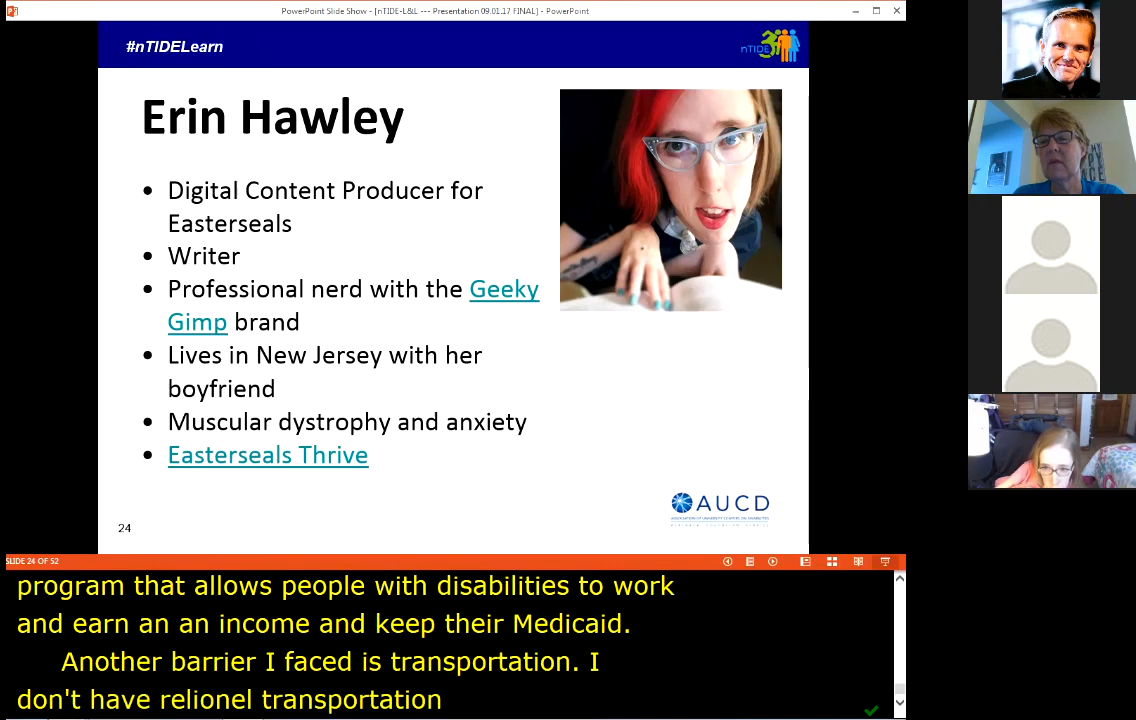 PowerPoint Slide Show - [nTIDE-L&L --- Presentation 09.01.17 FINAL] - PowerPoint
#nTIDELearn
nTIDE
Erin Hawley
• Digital Content Producer for
Easterseals
• Writer
• Professional nerd with the Geeky
Gimp brand
• Lives in New Jersey with her
boyfriend
• Muscular dystrophy and anxiety
• Easterseals Thrive
AUCD
24
SLIDE 24 OF 52
program that allows people with disabilities to work
and earn an an income and keep their Medicaid.
Another barrier I faced is transportation. I
don't have relionel transportation